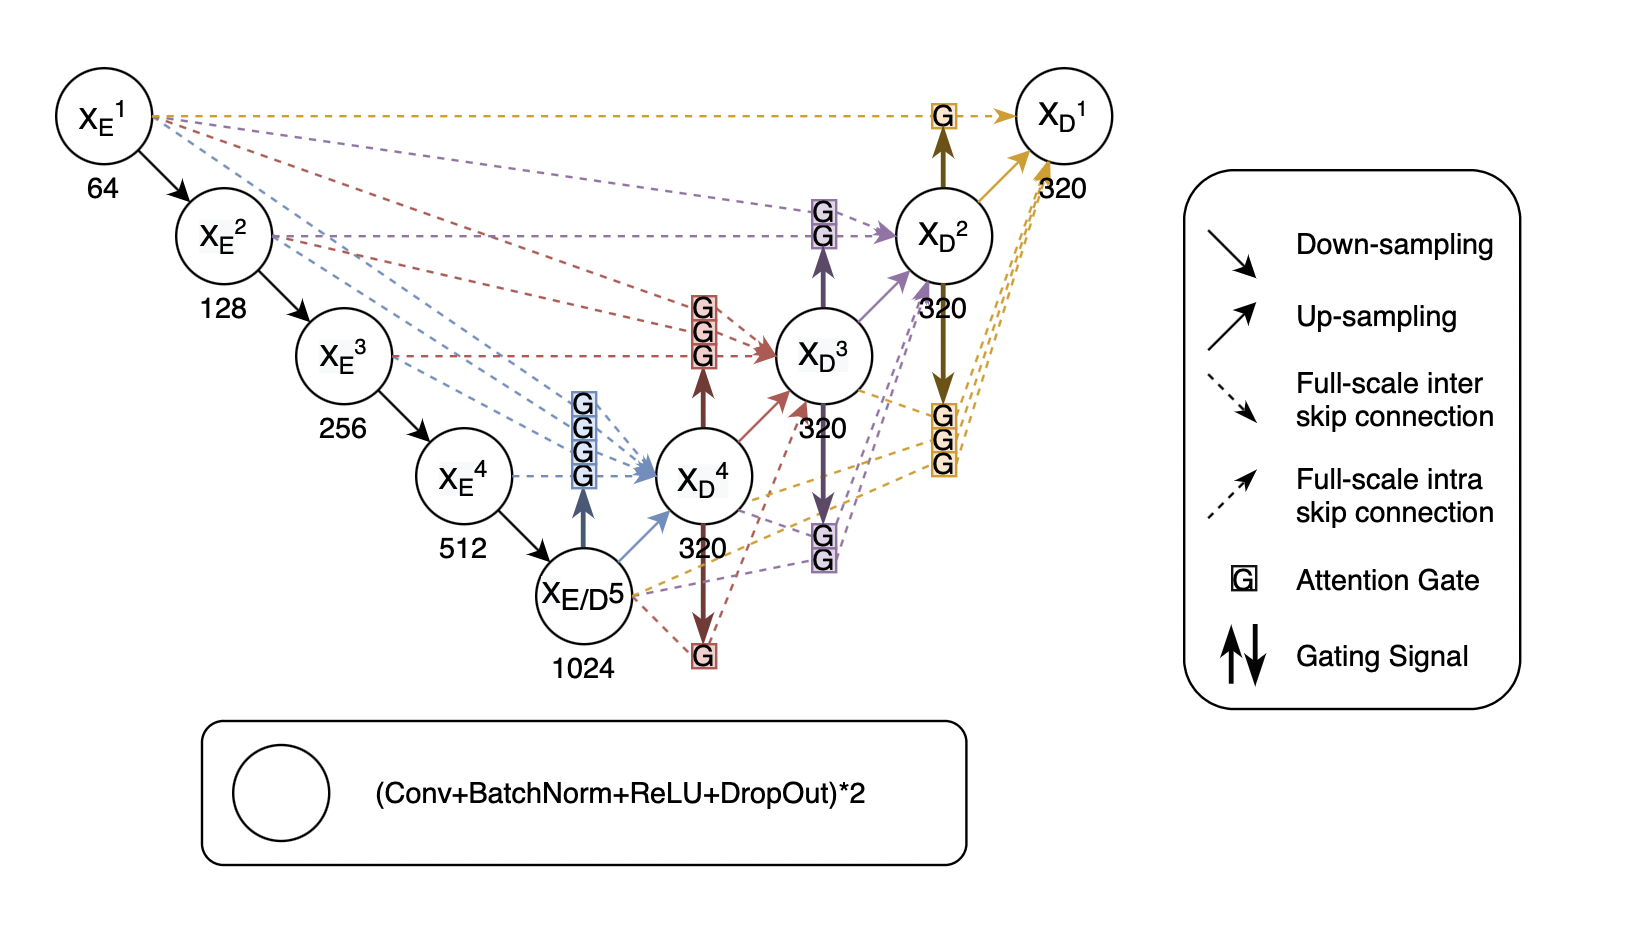 X_E^1
64
X_E^2
128
X_E^3
256
X_E^4
512
X_E/D^5
1024
G
G
G
G
X_D^4
320
G
G
G
G
X_D^3
320
G
G
G
G
X_D^2
320
G
G
G
G
X_D^1
320
Down-sampling
Up-sampling
Full-scale inter
skip connection
Full-scale intra
skip connection
G Attention Gate
Gating Signal
(Conv+BatchNorm+ReLU+DropOut)*2